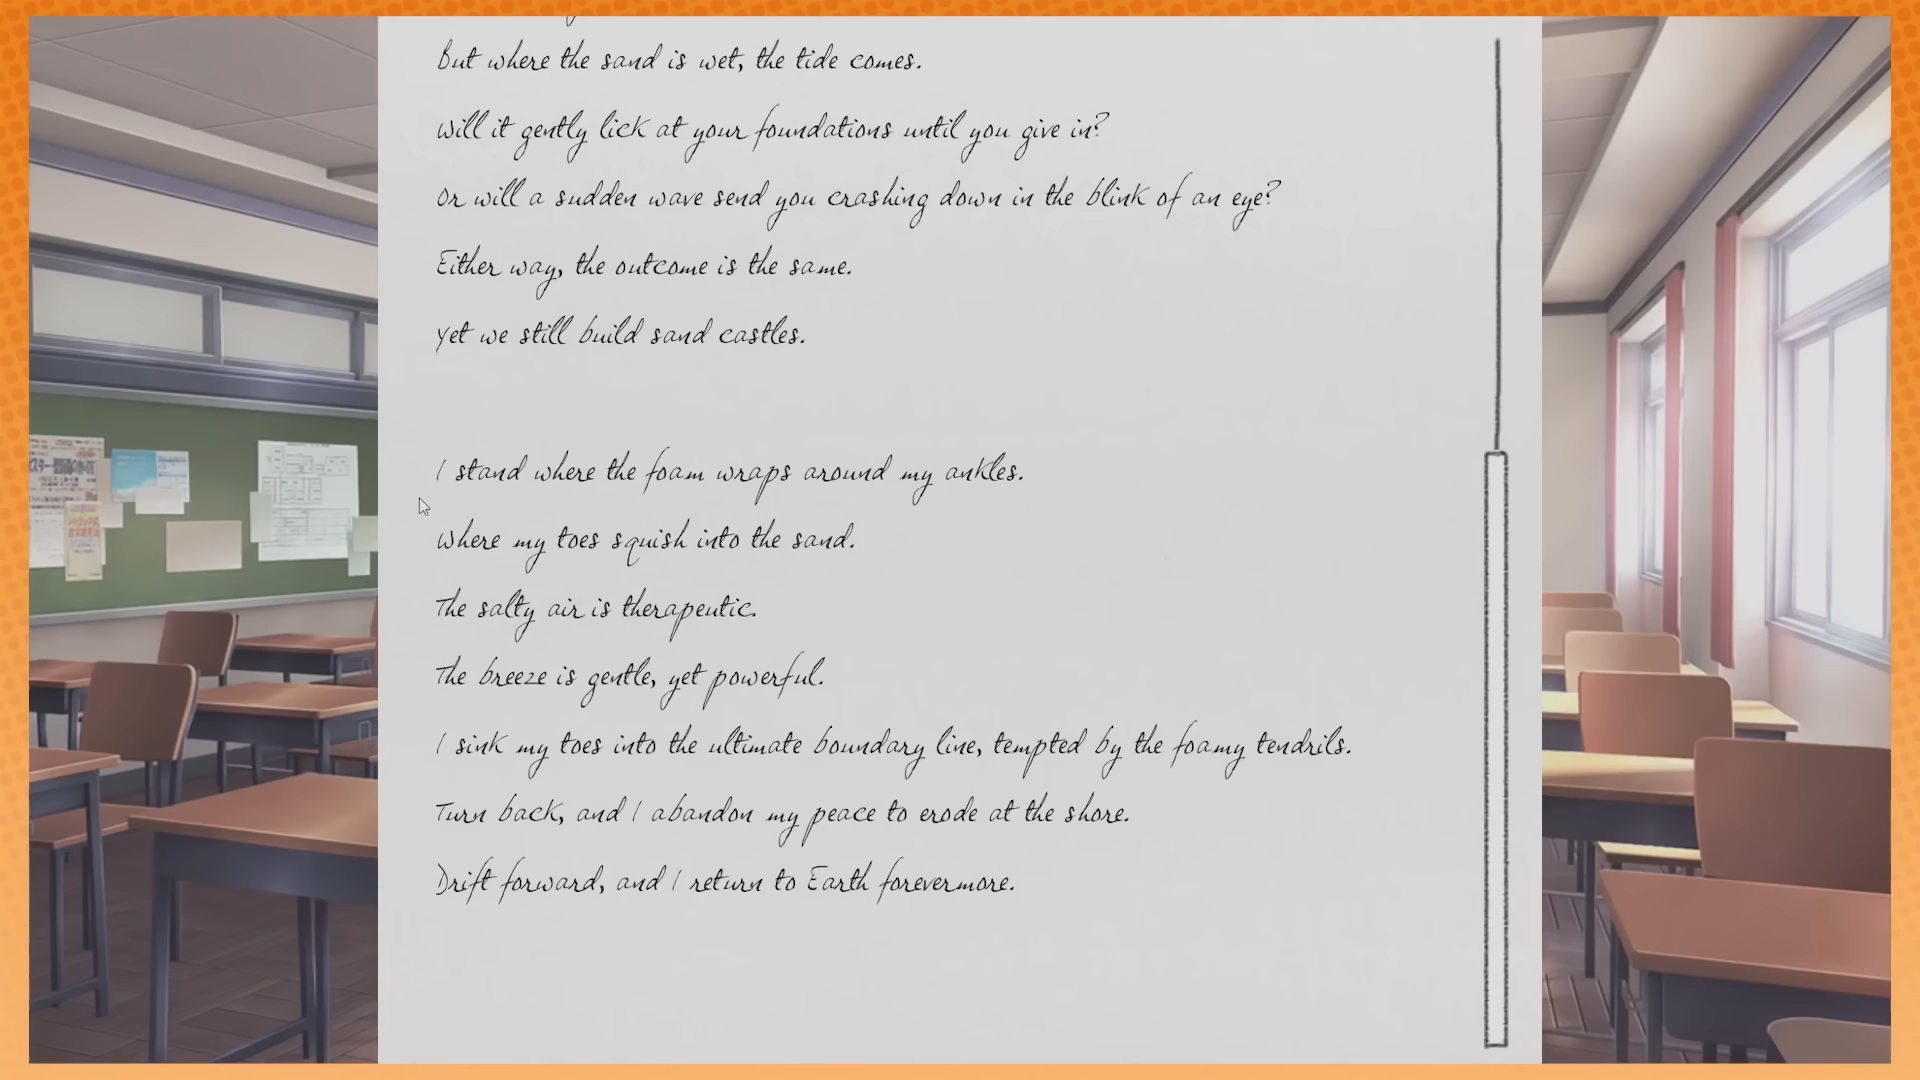 But where the sand is wet, the tide comes.
Will it gently lick at your foundations until you give in?
Or will a sudden wave send you crashing down in the blink of an eye?
Either way, the outcome is the same.
Yet we still build sand castles.
I stand where the foam wraps around my ankles.
Where my toes squish into the sand.
The salty air is therapeutic.
The breeze is gentle, yet powerful.
I sink my toes into the ultimate boundary line, tempted by the foamy tendrils.
Turn back, and I abandon my peace to erode at the shore.
Drift forward, and I return to Earth forevermore.